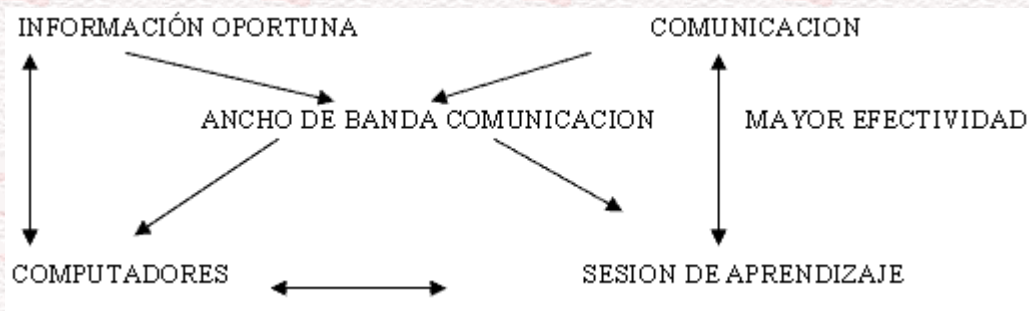 INFORMACIÓN OPORTUNA
COMUNICACION
ANCHO DE BANDA COMUNICACION
MAYOR EFECTIVIDAD
COMPUTADORES
SESION DE APRENDIZAJE